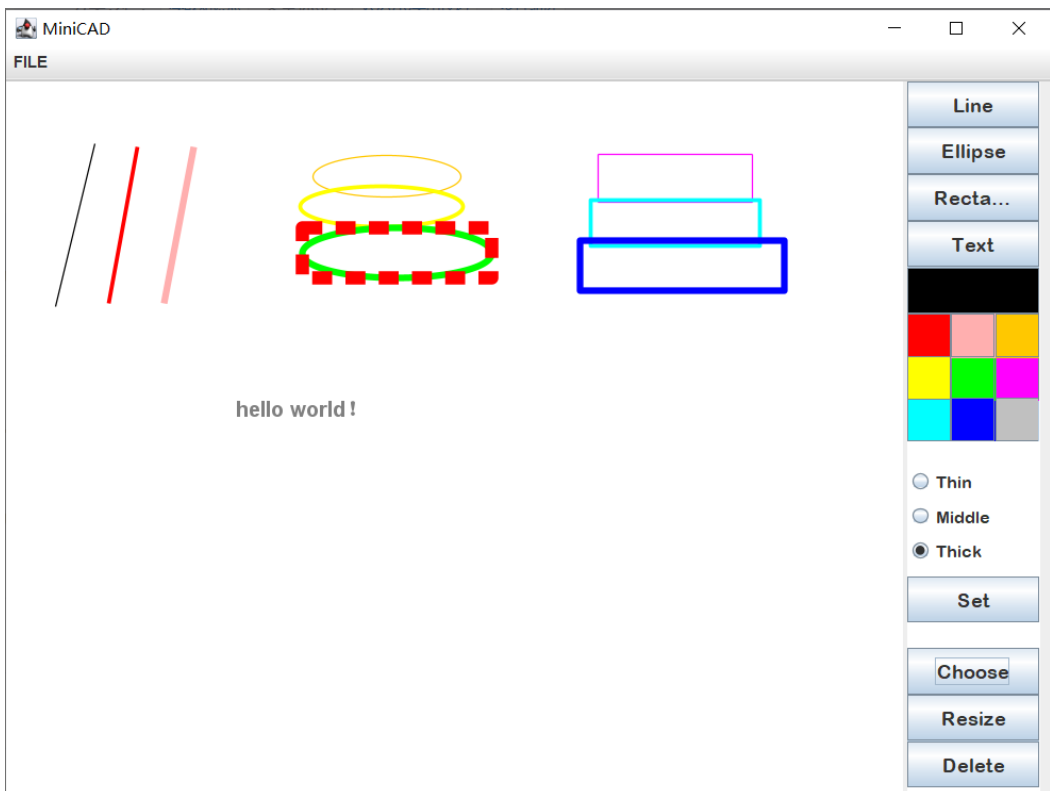 MiniCAD
FILE
Line
Ellipse
Recta...
Text
hello world!
Thin
Middle
Thick
Set
Choose
Resize
Delete